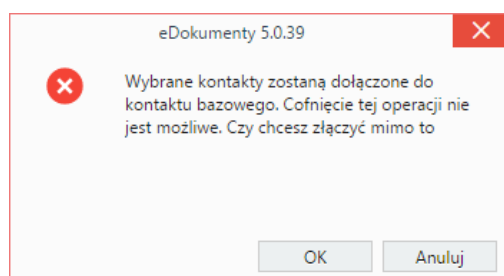 eDokumenty 5.0.39
Wybrane kontakty zostaną dołączone do
kontaktu bazowego. Cofnięcie tej operacji nie
jest możliwe. Czy chcesz złączyć mimo to
OK Anuluj